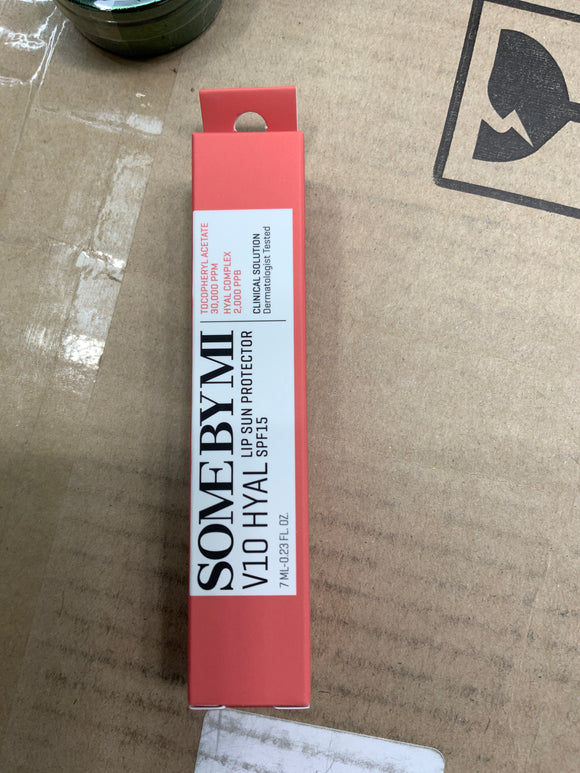 SOME BY MI
V10 HYAL LIP SUN PROTECTOR
SPF15
7 ML-0.23 FL. OZ.
TOCOPHERYL ACETATE
30,000 PPM
HYAL COMPLEX
2,000 PPB
CLINICAL SOLUTION
Dermatologist Tested